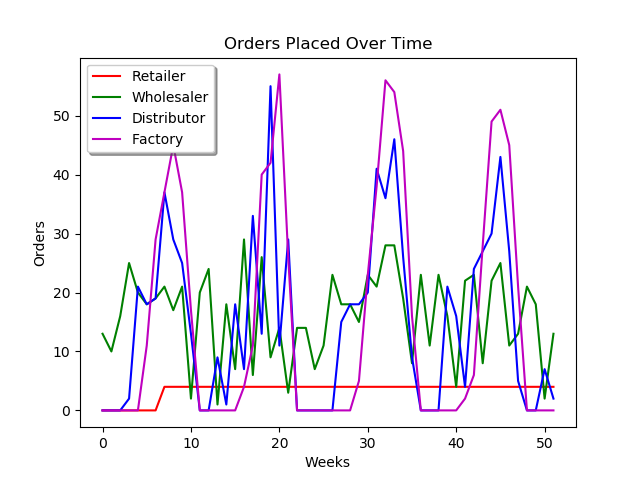 Orders Placed Over Time
Retailer
Wholesaler
Distributor
Factory
Orders
50
40
30
20
10
0
0 10 20 30 40 50
Weeks